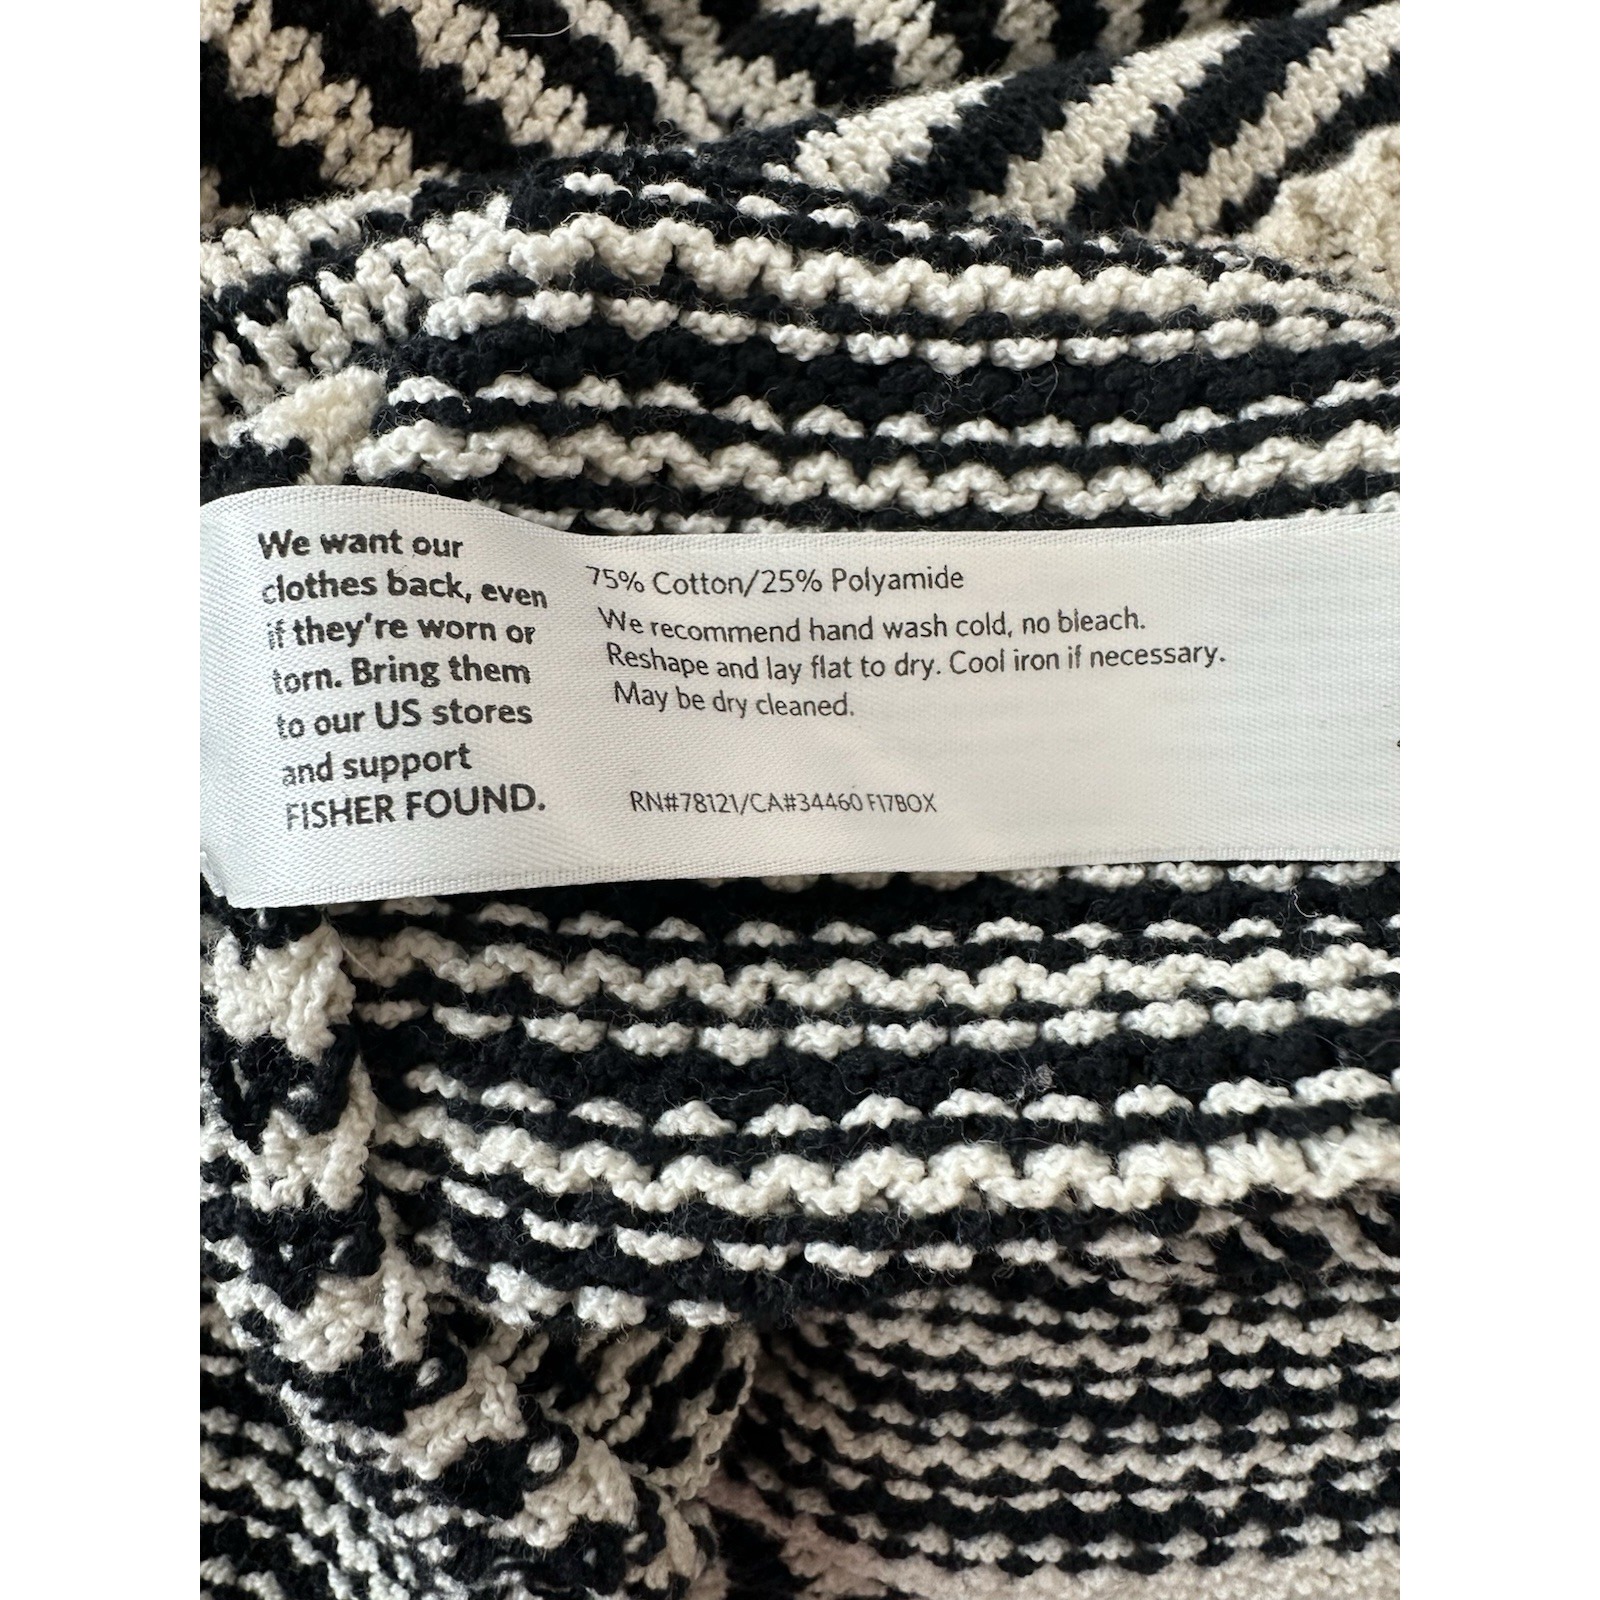 We want our
clothes back, even
if they're worn or
torn. Bring them
to our US stores
and support
FISHER FOUND.
75% Cotton/25% Polyamide
We recommend hand wash cold, no bleach.
Reshape and lay flat to dry. Cool iron if necessary.
May be dry cleaned.
RN#78121/CA#34460 F17BOX